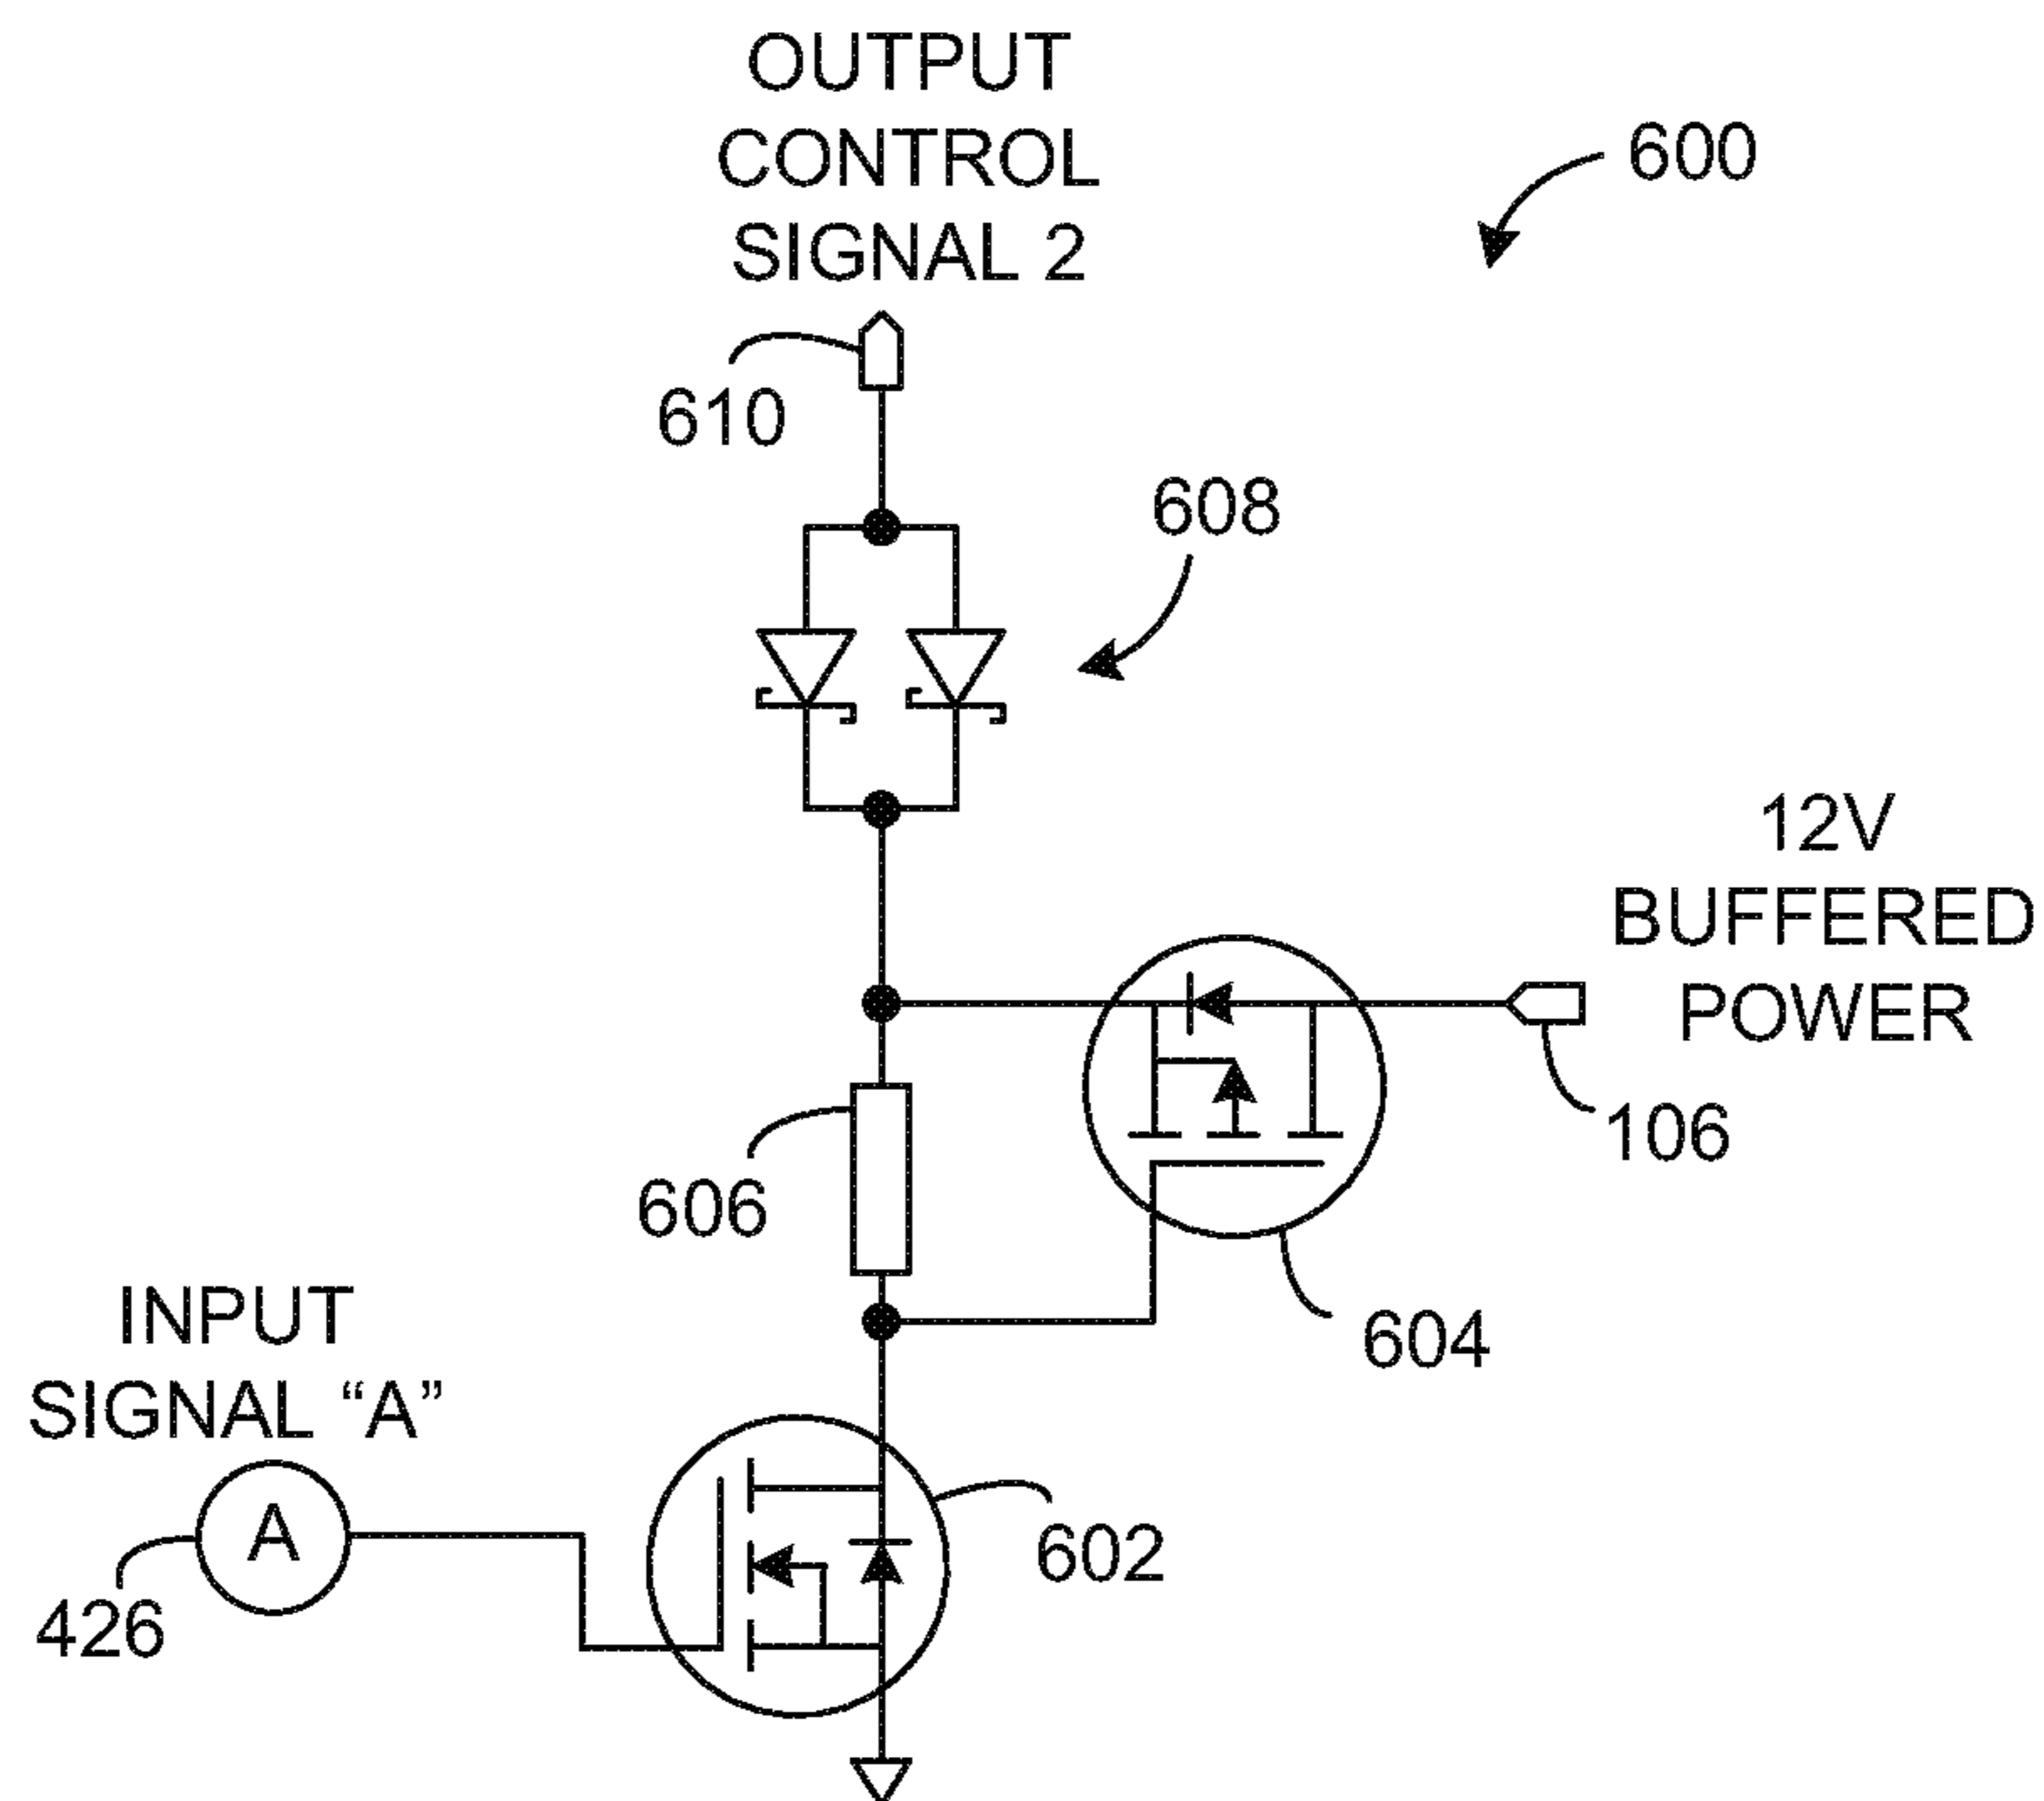 OUTPUT
CONTROL
SIGNAL 2
600
610
608
12V
BUFFERED
POWER
106
606
604
INPUT
SIGNAL “A”
A
602
426